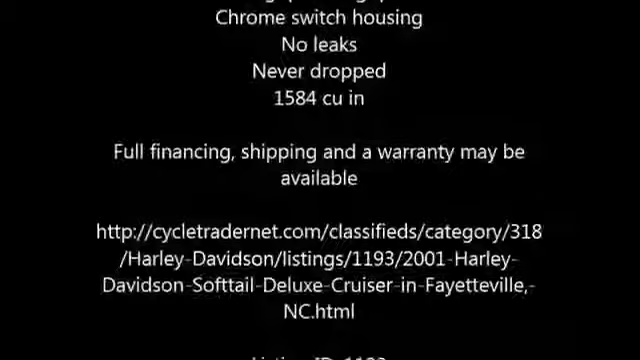 Chrome switch housing
No leaks
Never dropped
1584 cu in
Full financing, shipping and a warranty may be
available
http://cycletradernet.com/classifieds/category/318
/Harley-Davidson/listings/1193/2001-Harley-
Davidson-Softtail-Deluxe-Cruiser-in-Fayetteville,-
NC.html